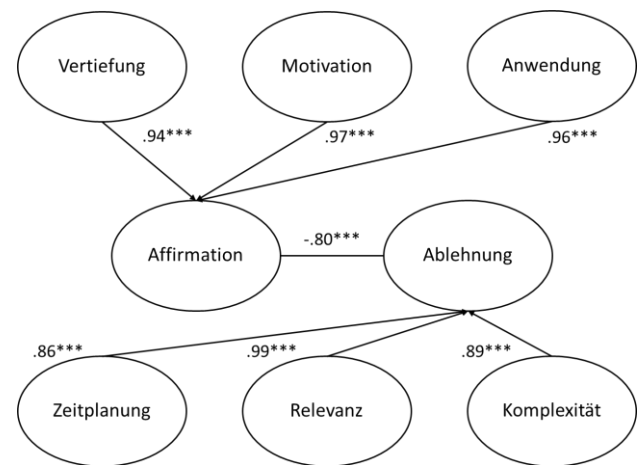 Vertiefung
Motivation
Anwendung
.94***
.97***
.96***
Affirmation
-.80***
Ablehnung
.86***
.99***
.89***
Zeitplanung
Relevanz
Komplexität